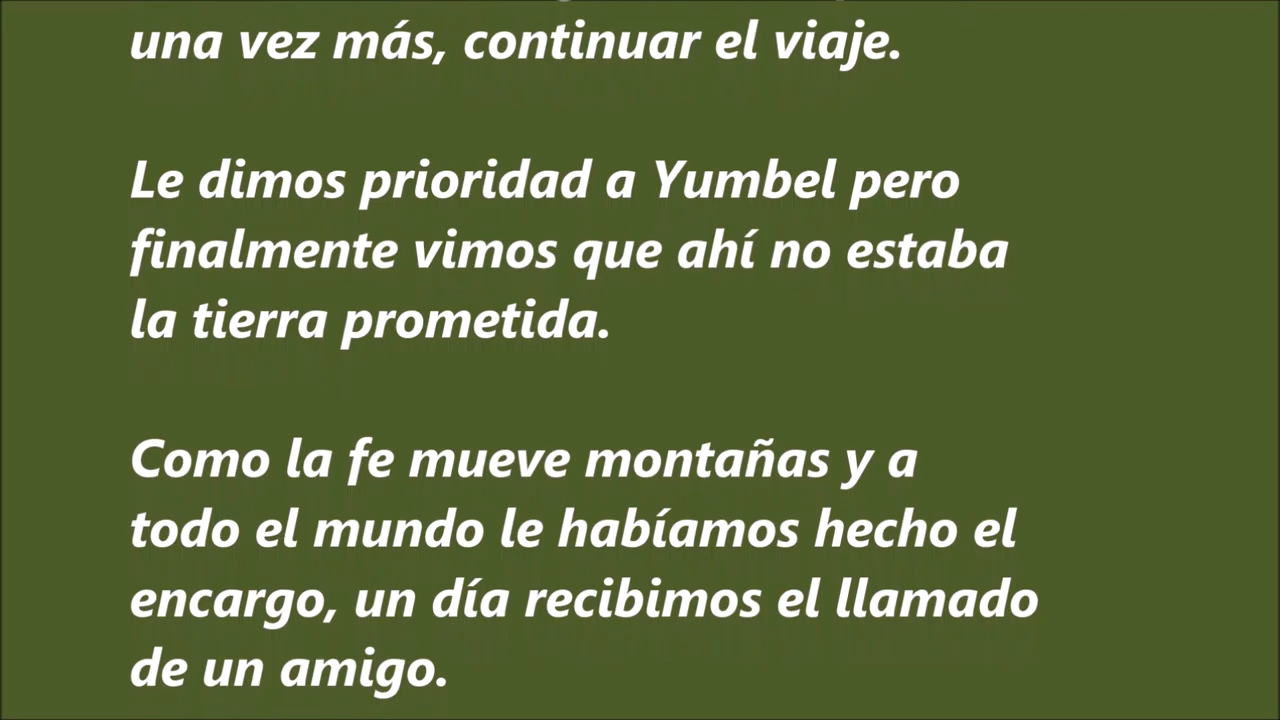 una vez más, continuar el viaje.
Le dimos prioridad a Yumbel pero
finalmente vimos que ahí no estaba
la tierra prometida.
Como la fe mueve montañas y a
todo el mundo le habíamos hecho el
encargo, un día recibimos el llamado
de un amigo.